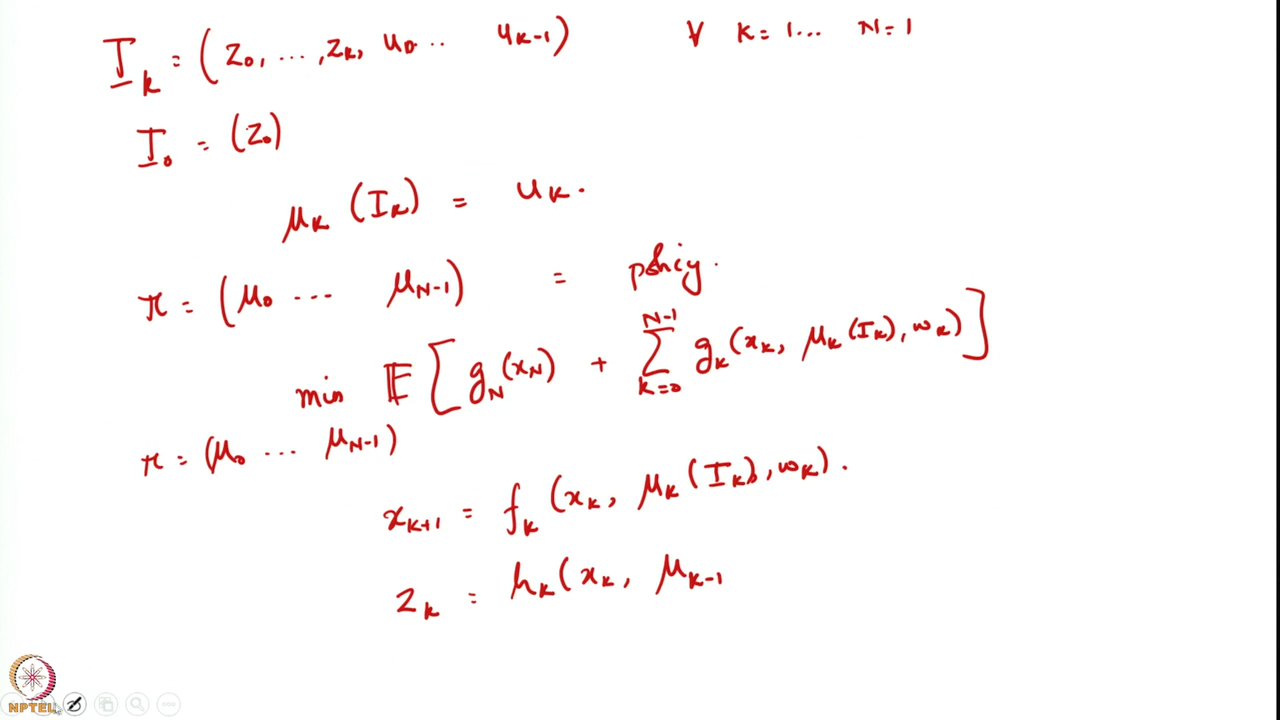 I_k = (z_0, ..., z_k, u_0 .. u_{k-1}) ∀ k = 1... N=1
I_0 = (z_0)
μ_k (I_k) = u_k.
π = (μ_0 ... μ_{N-1}) = policy.
min 𝔼 [ g_N(x_N) + Σ_{k=0}^{N-1} g_k(x_k, μ_k(I_k), w_k) ]
π = (μ_0 ... μ_{N-1})
x_{k+1} = f_k (x_k, μ_k(I_k), w_k).
z_k = h_k(x_k, μ_{k-1}
NPTEL